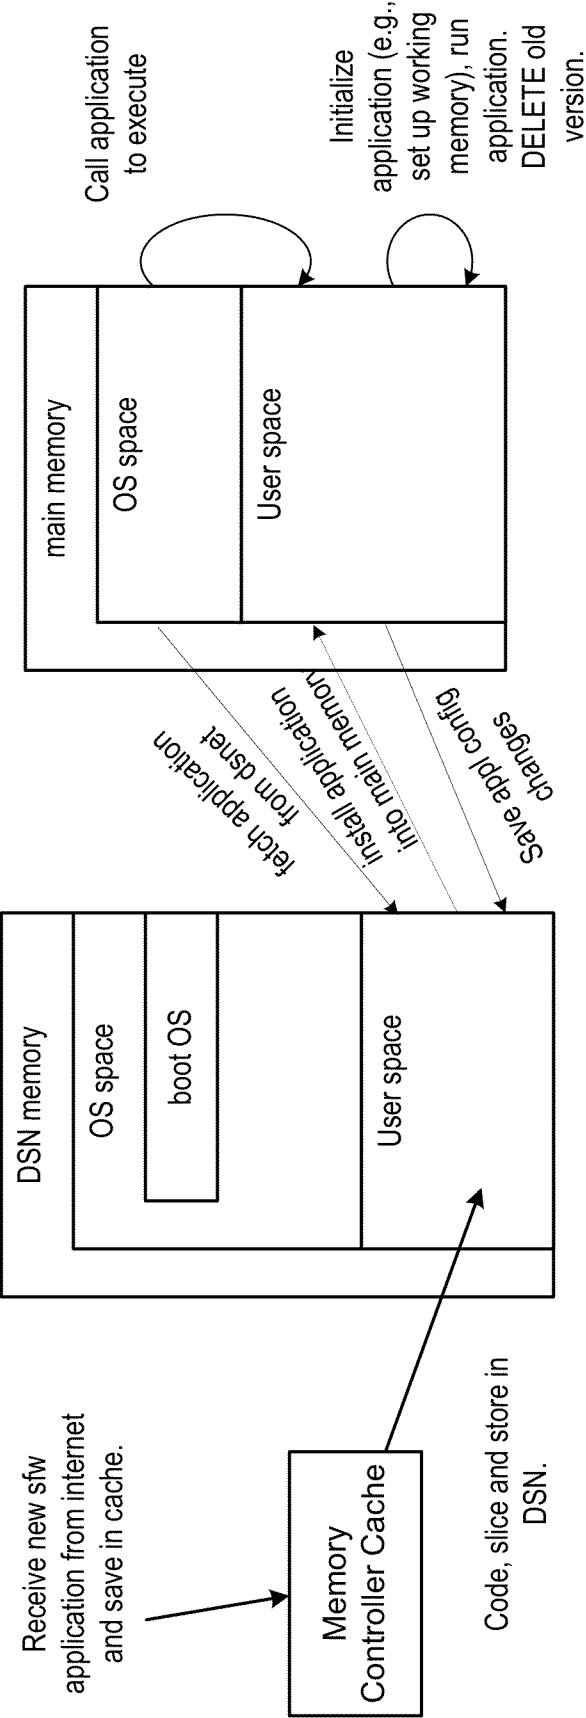 Receive new sfw
application from internet
and save in cache.
Memory
Controller Cache
Code, slice and store in
DSN.
DSN memory
OS space
boot OS
User space
fetch application
from dsnet
install application
into main memory
Save appl config
changes
main memory
OS space
User space
Call application
to execute
Initialize
application (e.g.,
set up working
memory), run
application.
DELETE old
version.